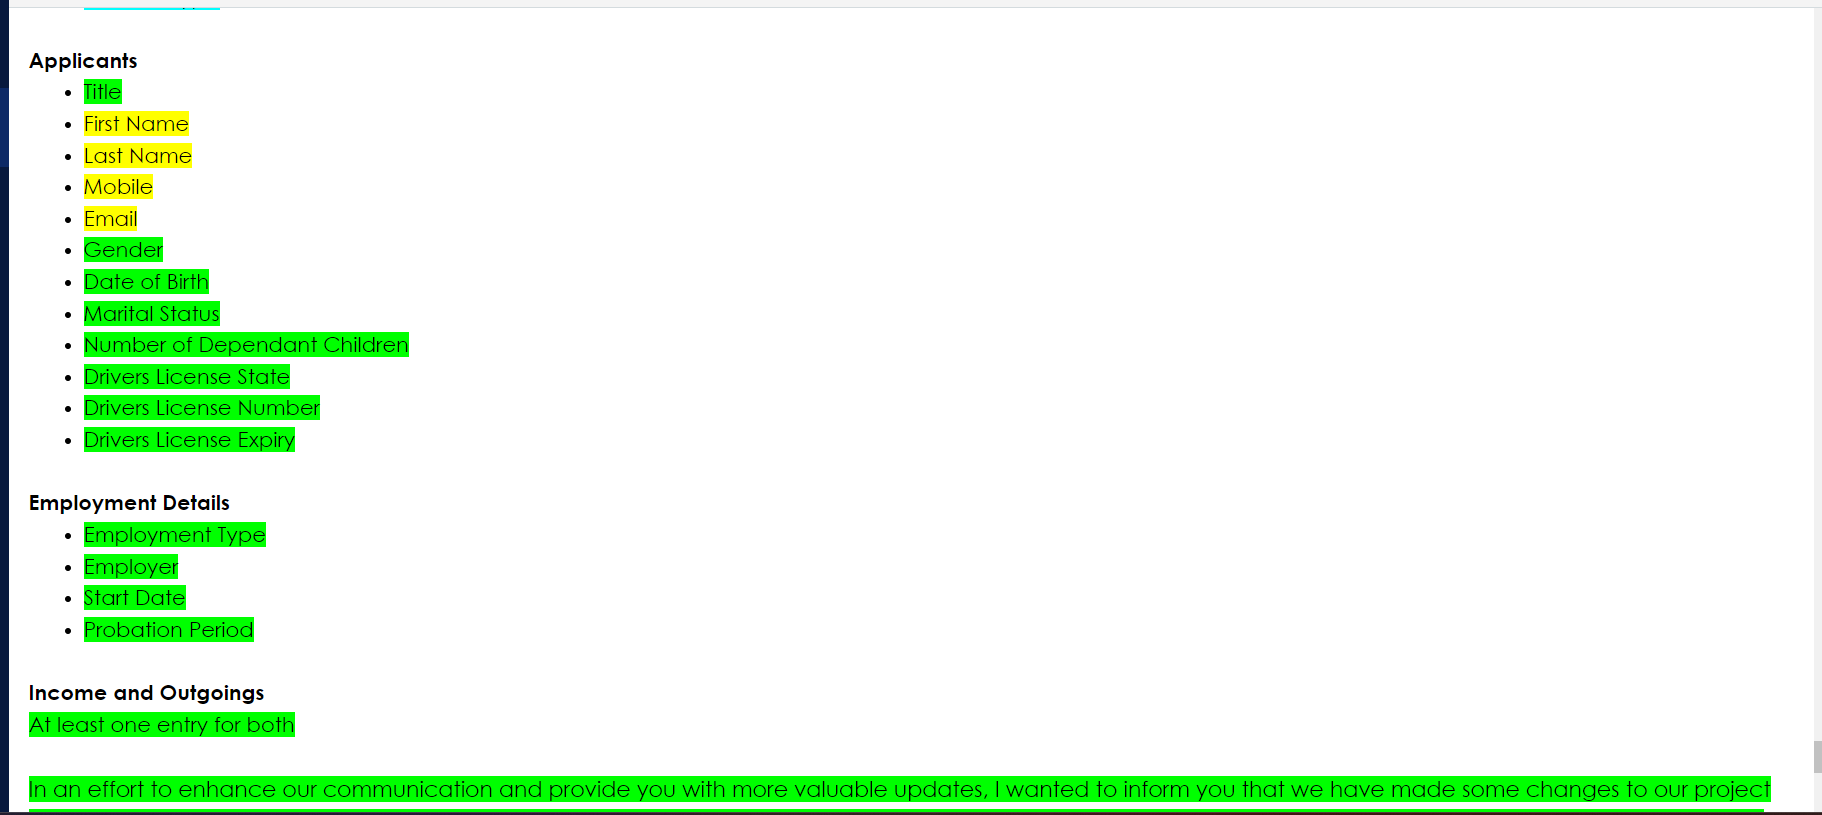 Applicants
Title
First Name
Last Name
Mobile
Email
Gender
Date of Birth
Marital Status
Number of Dependant Children
Drivers License State
Drivers License Number
Drivers License Expiry
Employment Details
Employment Type
Employer
Start Date
Probation Period
Income and Outgoings
At least one entry for both
In an effort to enhance our communication and provide you with more valuable updates, I wanted to inform you that we have made some changes to our project